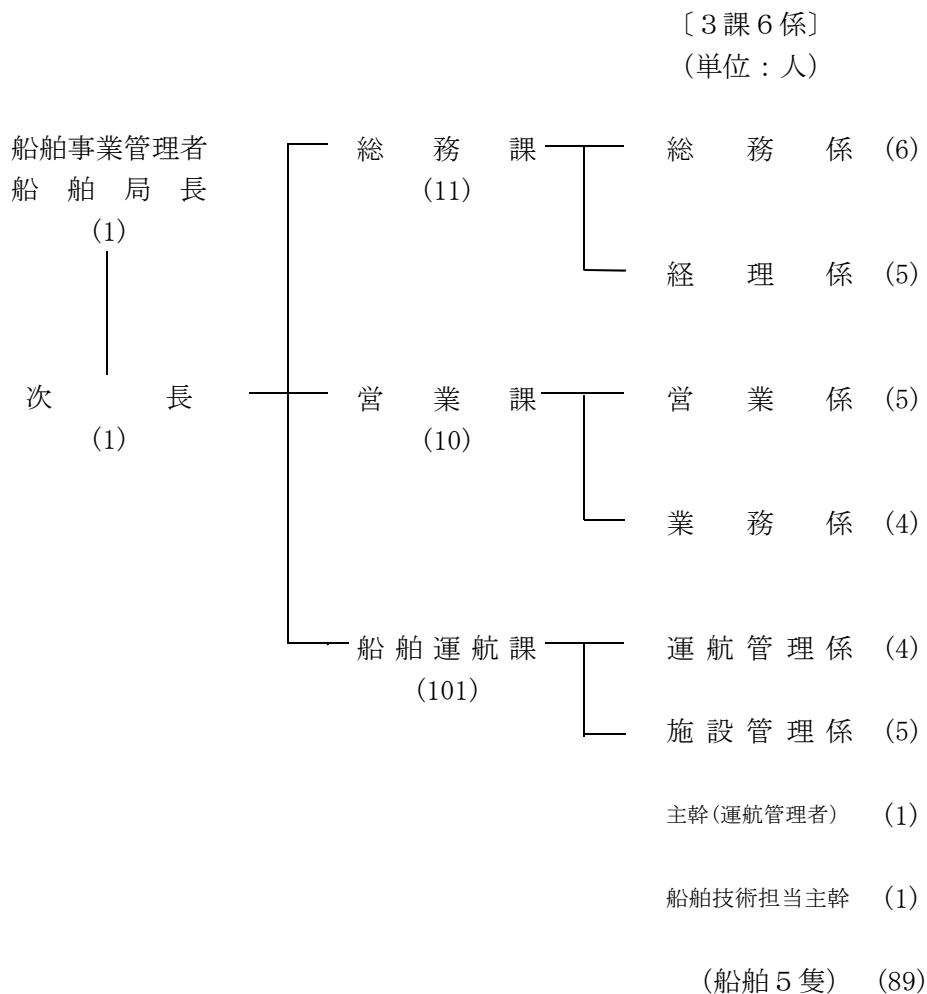 〔３課６係〕
（単位：人）
船舶事業管理者
船舶局長
(1)
次長
(1)
総務課
(11)
総務係 (6)
経理係 (5)
営業課
(10)
営業係 (5)
業務係 (4)
船舶運航課
(101)
運航管理係 (4)
施設管理係 (5)
主幹(運航管理者) (1)
船舶技術担当主幹 (1)
（船舶５隻） (89)